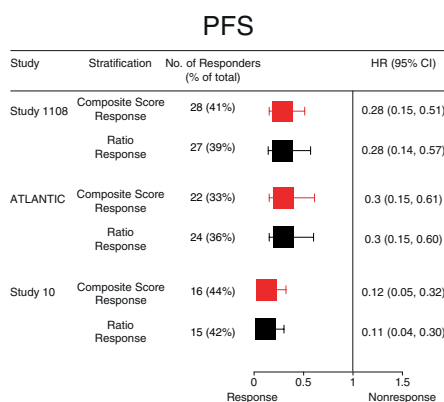 PFS
Study Stratification No. of Responders (% of total) HR (95% CI)
Study 1108 Composite Score Response 28 (41%) 0.28 (0.15, 0.51)
Ratio Response 27 (39%) 0.28 (0.14, 0.57)
ATLANTIC Composite Score Response 22 (33%) 0.3 (0.15, 0.61)
Ratio Response 24 (36%) 0.3 (0.15, 0.60)
Study 10 Composite Score Response 16 (44%) 0.12 (0.05, 0.32)
Ratio Response 15 (42%) 0.11 (0.04, 0.30)
0 0.5 1 1.5
Response Nonresponse